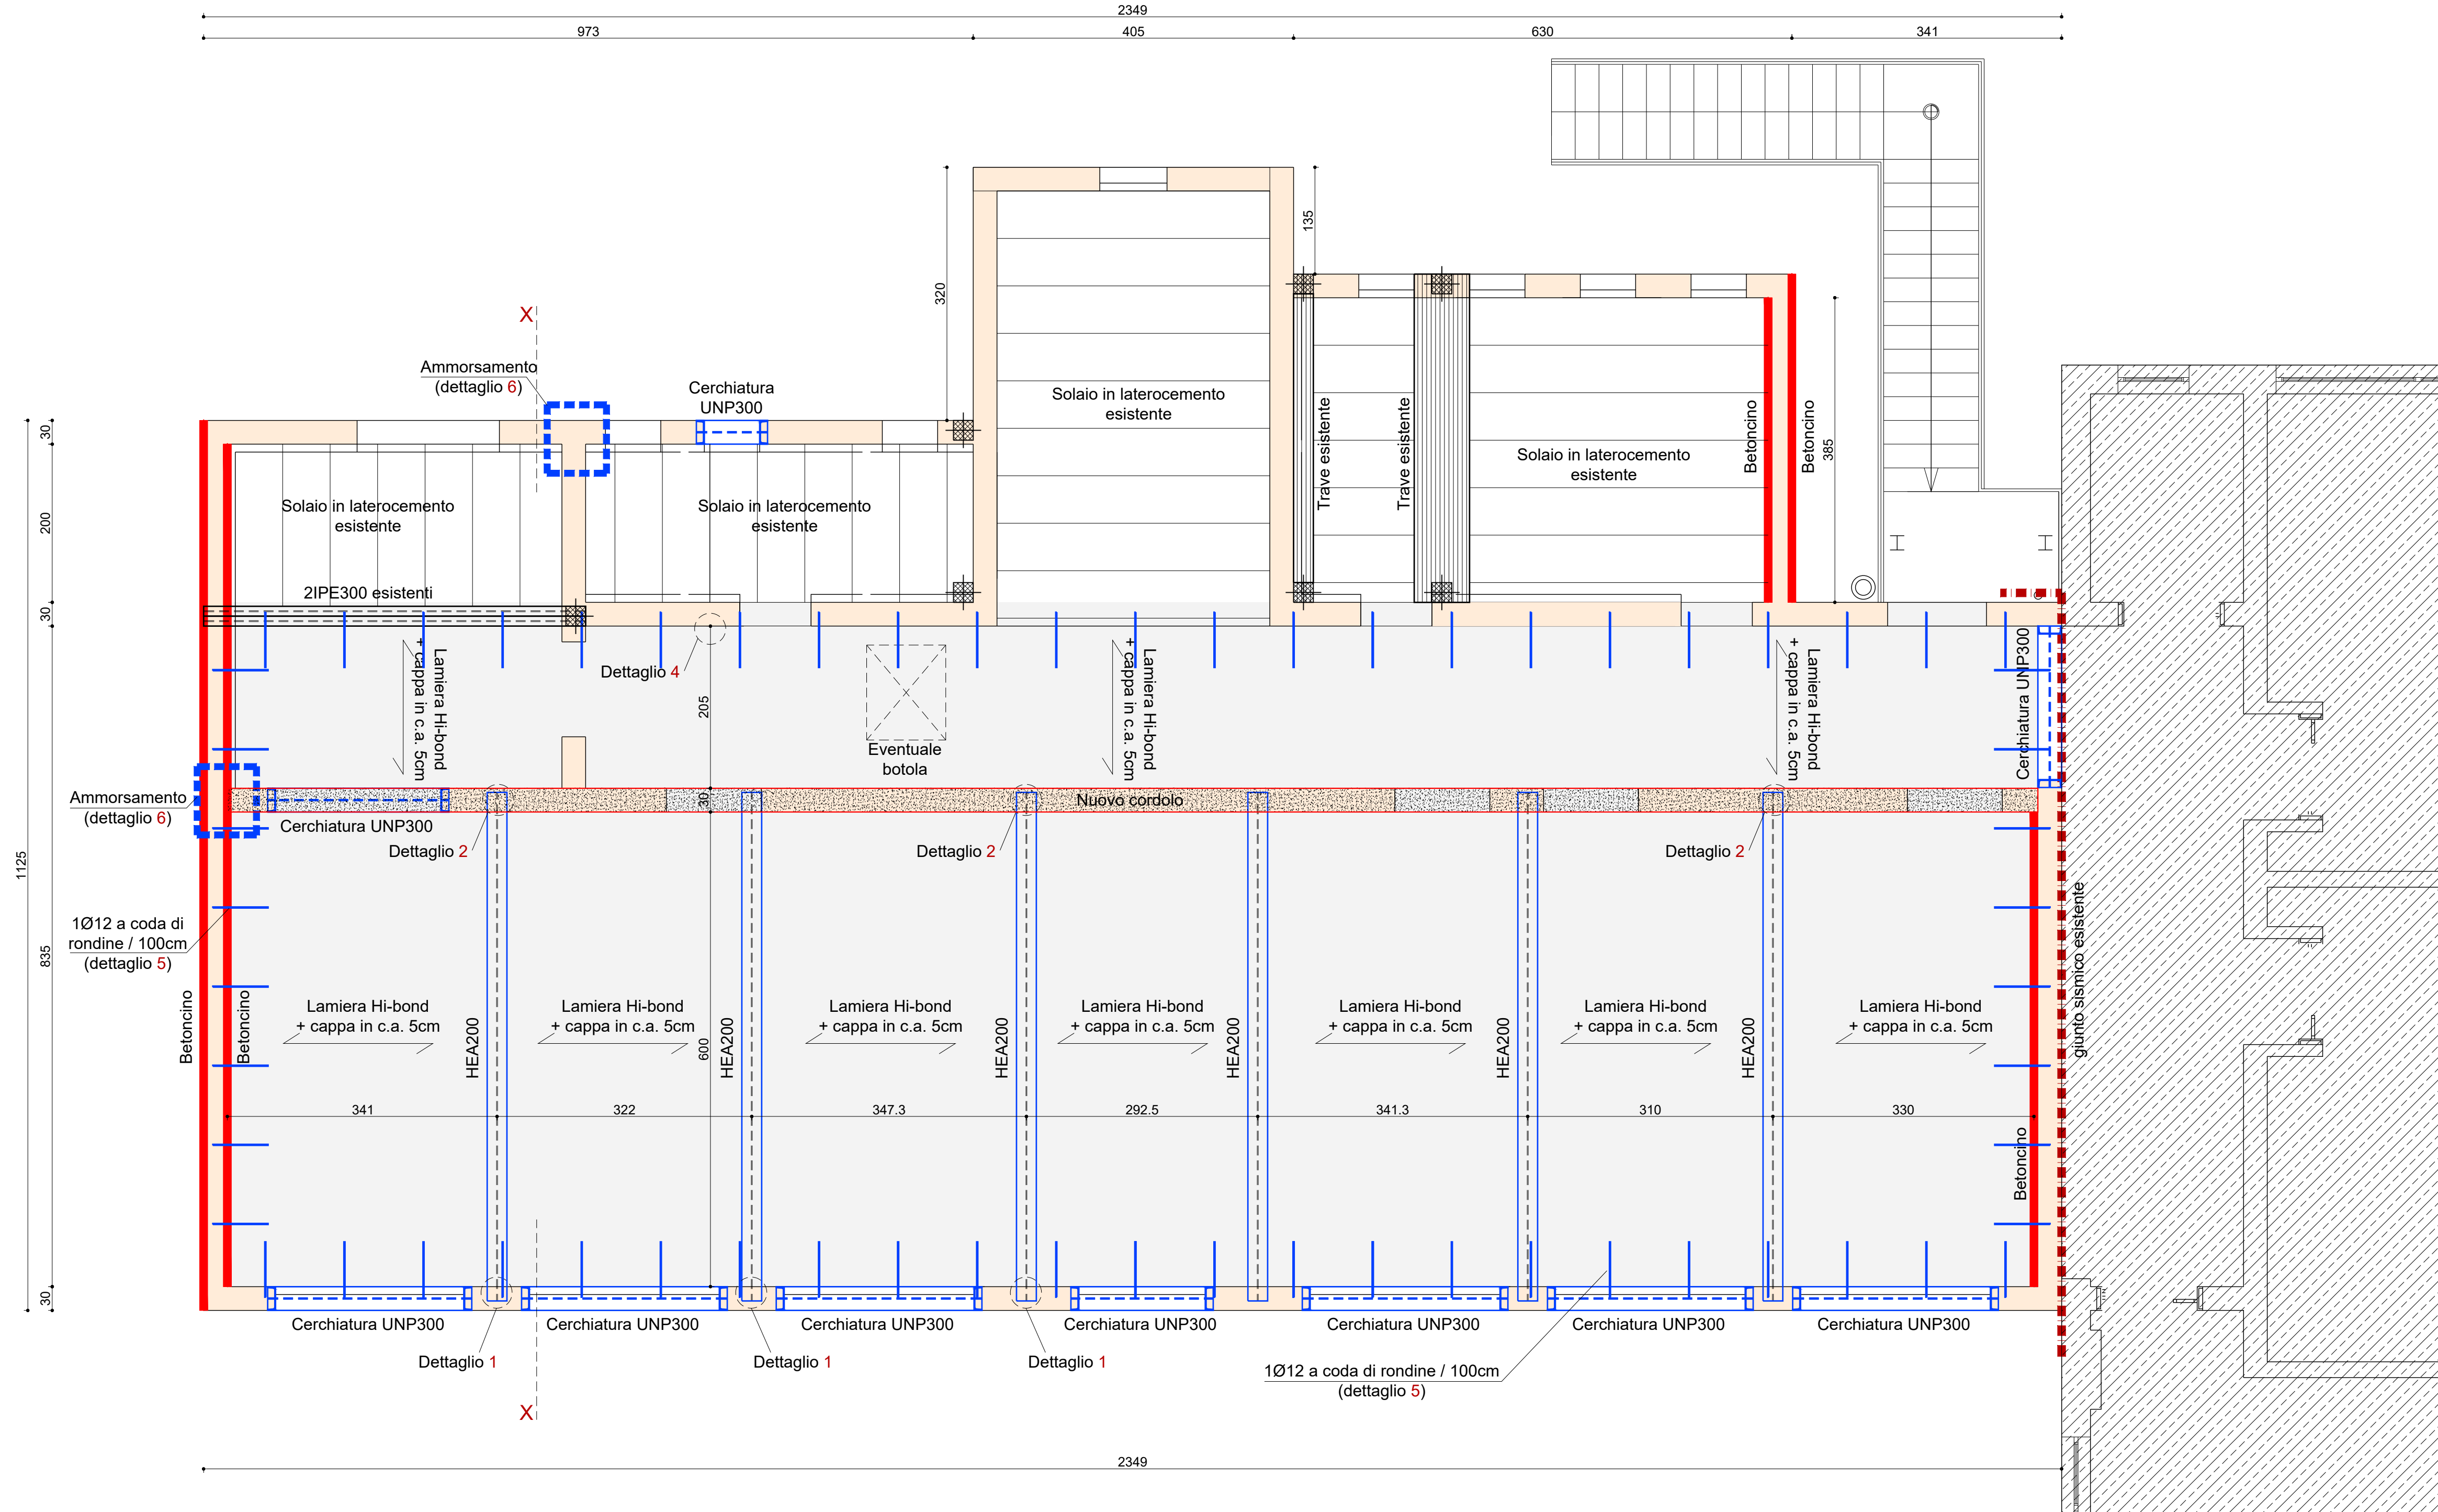 2349
973
405
630
341
135
320
X
Ammorsamento
(dettaglio 6)
Cerchiatura
UNP300
Solaio in laterocemento
esistente
Trave esistente
Trave esistente
Solaio in laterocemento
esistente
Betoncino
Betoncino
385
30
200
30
Solaio in laterocemento
esistente
Solaio in laterocemento
esistente
2IPE300 esistenti
Dettaglio 4
205
Lamiera Hi-bond
+ cappa in c.a. 5cm
Eventuale
botola
Lamiera Hi-bond
+ cappa in c.a. 5cm
Lamiera Hi-bond
+ cappa in c.a. 5cm
Cerchiatura UNP300
Ammorsamento
(dettaglio 6)
30
Nuovo cordolo
Cerchiatura UNP300
Dettaglio 2
Dettaglio 2
Dettaglio 2
1125
835
1Ø12 a coda di
rondine / 100cm
(dettaglio 5)
giunto sismico esistente
Betoncino
Betoncino
Lamiera Hi-bond
+ cappa in c.a. 5cm
HEA200
Lamiera Hi-bond
+ cappa in c.a. 5cm
600
HEA200
Lamiera Hi-bond
+ cappa in c.a. 5cm
HEA200
Lamiera Hi-bond
+ cappa in c.a. 5cm
HEA200
Lamiera Hi-bond
+ cappa in c.a. 5cm
HEA200
Lamiera Hi-bond
+ cappa in c.a. 5cm
HEA200
Lamiera Hi-bond
+ cappa in c.a. 5cm
341
322
347.3
292.5
341.3
310
330
Betoncino
30
Cerchiatura UNP300
Cerchiatura UNP300
Cerchiatura UNP300
Cerchiatura UNP300
Cerchiatura UNP300
Cerchiatura UNP300
Cerchiatura UNP300
Dettaglio 1
Dettaglio 1
Dettaglio 1
1Ø12 a coda di rondine / 100cm
(dettaglio 5)
X
2349